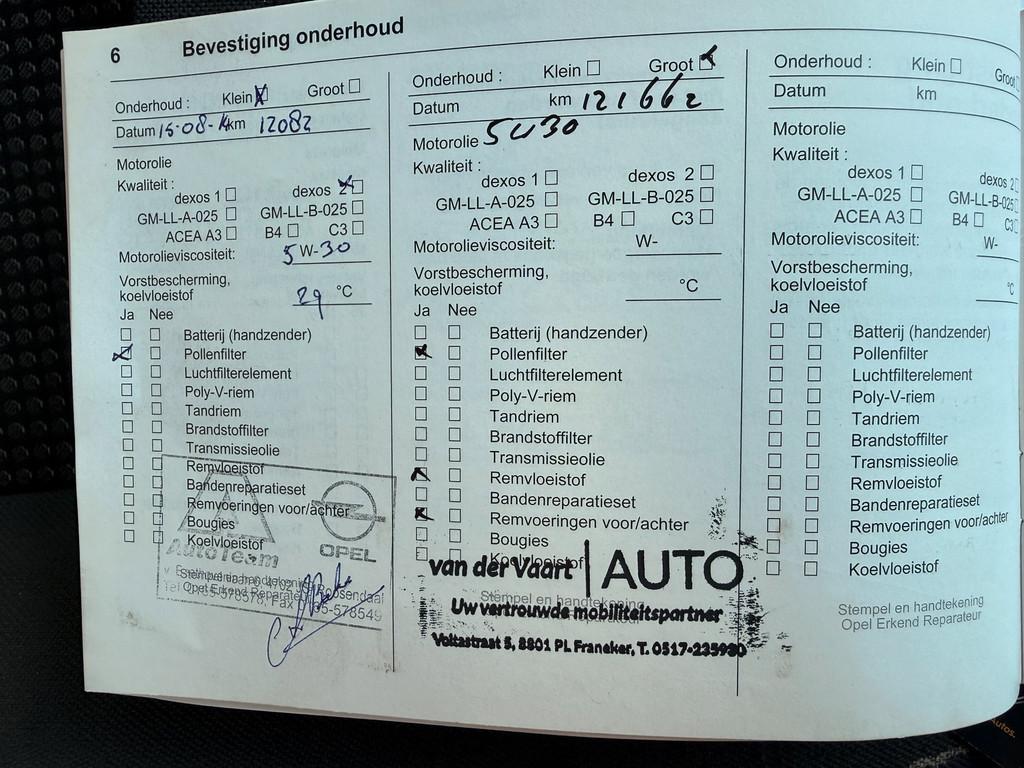 6 Bevestiging onderhoud
Onderhoud : Klein Groot
Datum 15-08-14 km 12082
Motorolie
Kwaliteit :
dexos 1 dexos 2
GM-LL-A-025 GM-LL-B-025
ACEA A3 B4 C3
Motorolieviscositeit: 5 W-30
Vorstbescherming,
koelvloeistof 29 °C
Ja Nee
Batterij (handzender)
Pollenfilter
Luchtfilterelement
Poly-V-riem
Tandriem
Brandstoffilter
Transmissieolie
Remvloeistof
Bandenreparatieset
Remvoeringen voor/achter
Bougies
Koelvloeistof
AutoTeam OPEL
Stempel en handtekening
Opel Erkend Reparateur
Onderhoud : Klein Groot
Datum km 121662
Motorolie 5W30
Kwaliteit :
dexos 1 dexos 2
GM-LL-A-025 GM-LL-B-025
ACEA A3 B4 C3
Motorolieviscositeit: W-
Vorstbescherming,
koelvloeistof °C
Ja Nee
Batterij (handzender)
Pollenfilter
Luchtfilterelement
Poly-V-riem
Tandriem
Brandstoffilter
Transmissieolie
Remvloeistof
Bandenreparatieset
Remvoeringen voor/achter
Bougies
Koelvloeistof
van der Vaart | AUTO
Stempel en handtekening
Uw vertrouwde mobiliteitspartner
Voltastraat 5, 8801 PL Franeker, T. 0517-235930
Onderhoud : Klein Groot
Datum km
Motorolie
Kwaliteit :
dexos 1 dexos 2
GM-LL-A-025 GM-LL-B-025
ACEA A3 B4 C3
Motorolieviscositeit: W-
Vorstbescherming,
koelvloeistof °C
Ja Nee
Batterij (handzender)
Pollenfilter
Luchtfilterelement
Poly-V-riem
Tandriem
Brandstoffilter
Transmissieolie
Remvloeistof
Bandenreparatieset
Remvoeringen voor/achter
Bougies
Koelvloeistof
Stempel en handtekening
Opel Erkend Reparateur